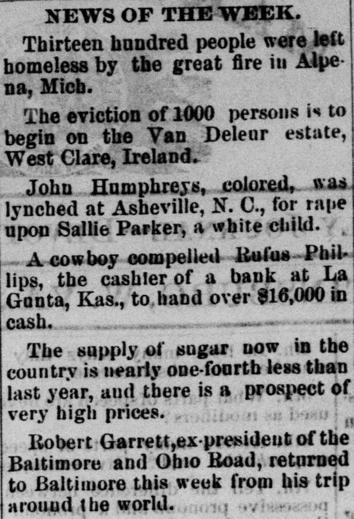 NEWS OF THE WEEK.
Thirteen hundred people were left
homeless by the great fire in Alpe-
na, Mich.
The eviction of 1000 persons is to
begin on the Van Deleur estate,
West Clare, Ireland.
John Humphreys, colored, was
lynched at Asheville, N. C., for rape
upon Sallie Parker, a white child.
A cowboy compelled Rufus Phil-
lips, the cashier of a bank at La
Gunta, Kas., to hand over $16,000 in
cash.
The supply of sugar now in the
country is nearly one-fourth less than
last year, and there is a prospect of
very high prices.
Robert Garrett,ex-president of the
Baltimore and Ohio Road, returned
to Baltimore this week from his trip
around the world.